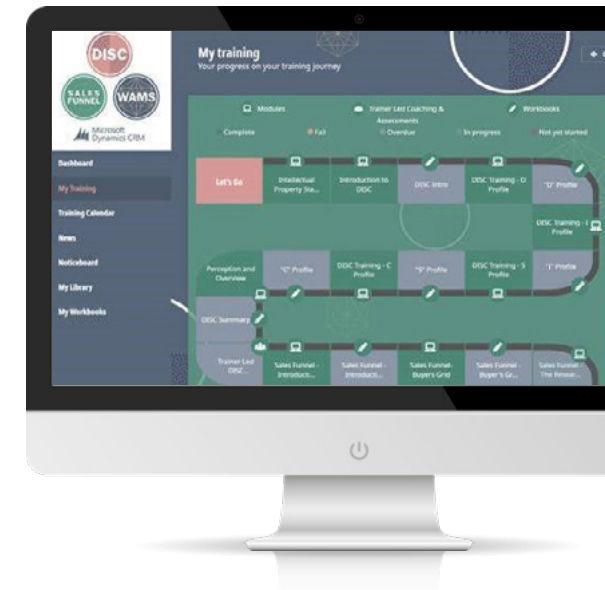 DISC
SALES
FUNNEL
WAMS
Microsoft
Dynamics CRM
Dashboard
My Training
Training Calendar
News
Noticeboard
My Library
My Workbooks
My training
Your progress on your training journey
Modules
Trainer Led Coaching &
Assessments
Workbooks
Complete
Fail
Overdue
In progress
Not yet started
Let's Go
Intellectual
Property Sta...
Introduction to
DISC
DISC Intro
DISC Training - D
Profile
"D" Profile
DISC Training - I
Profile
Perception and
Overview
"C" Profile
DISC Training - C
Profile
"S" Profile
DISC Training - S
Profile
"I" Profile
DISC Summary
Trainer Led
DISC ...
Sales Funnel -
Introducti...
Sales Funnel -
Introducti...
Sales Funnel-
Buyers Grid
Sales Funnel -
Buyer's Gr...
Sales Funnel -
The Resear...